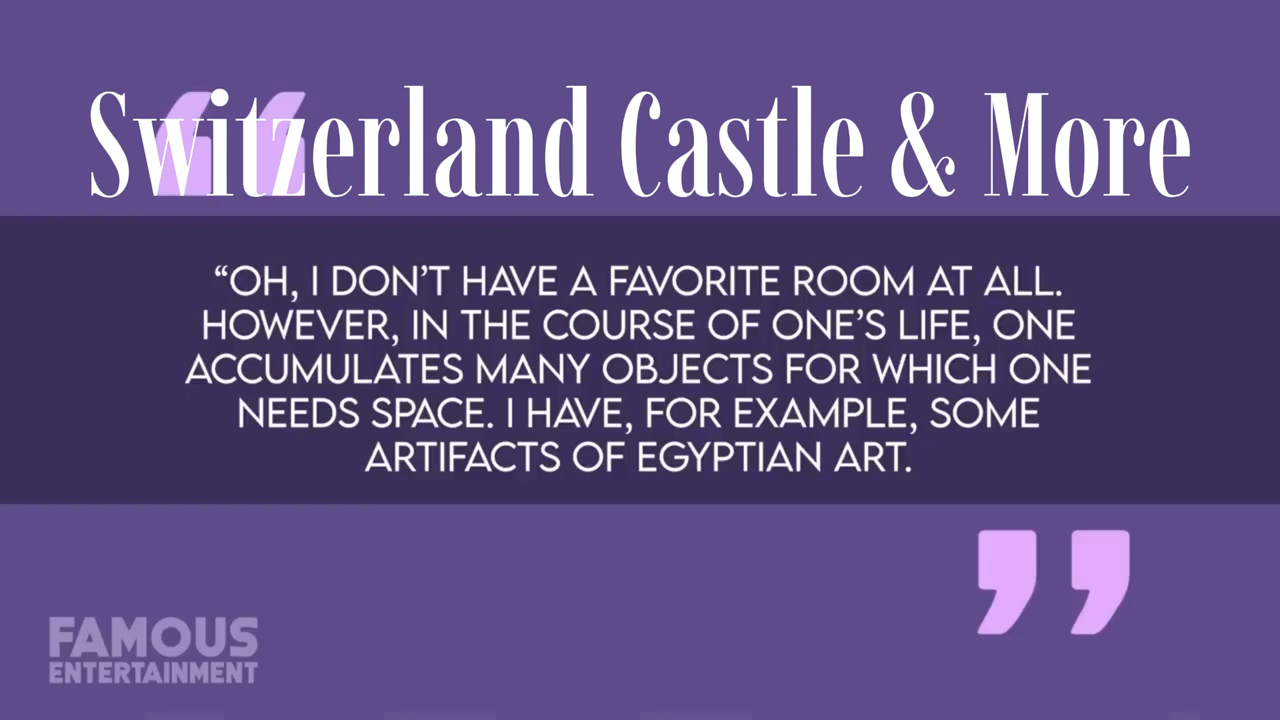 Switzerland Castle & More
“OH, I DON’T HAVE A FAVORITE ROOM AT ALL.
HOWEVER, IN THE COURSE OF ONE’S LIFE, ONE
ACCUMULATES MANY OBJECTS FOR WHICH ONE
NEEDS SPACE. I HAVE, FOR EXAMPLE, SOME
ARTIFACTS OF EGYPTIAN ART.
FAMOUS
ENTERTAINMENT